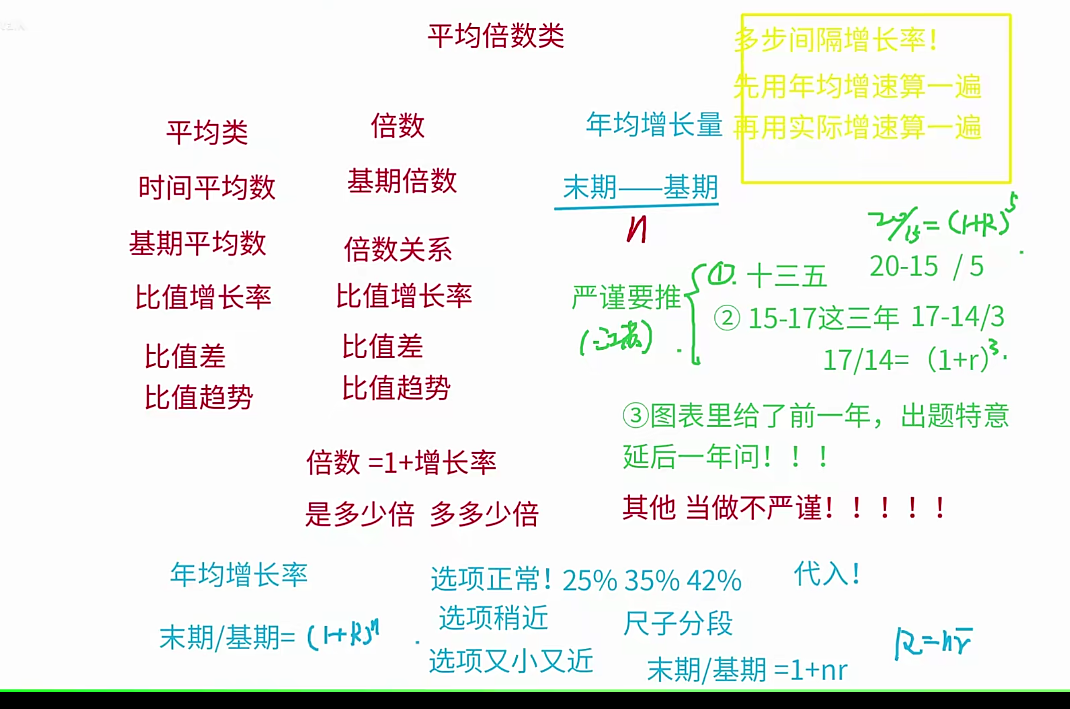 平均倍数类
多步间隔增长率！
先用年均增速算一遍
再用实际增速算一遍
平均类
倍数
年均增长量
时间平均数
基期倍数
末期——基期
n
基期平均数
倍数关系
20/15=(1+R)^5
20-15 / 5
比值增长率
比值增长率
严谨要推
(江苏)
①. 十三五
② 15-17这三年 17-14/3
17/14=（1+r）^3
比值差
比值差
比值趋势
比值趋势
③图表里给了前一年，出题特意
延后一年问！！！
倍数 =1+增长率
是多少倍 多多少倍
其他 当做不严谨！！！！！
年均增长率
选项正常！25% 35% 42%
代入！
末期/基期= (1+R)^n
选项稍近
尺子分段
选项又小又近
末期/基期 =1+nr
R=nr̄